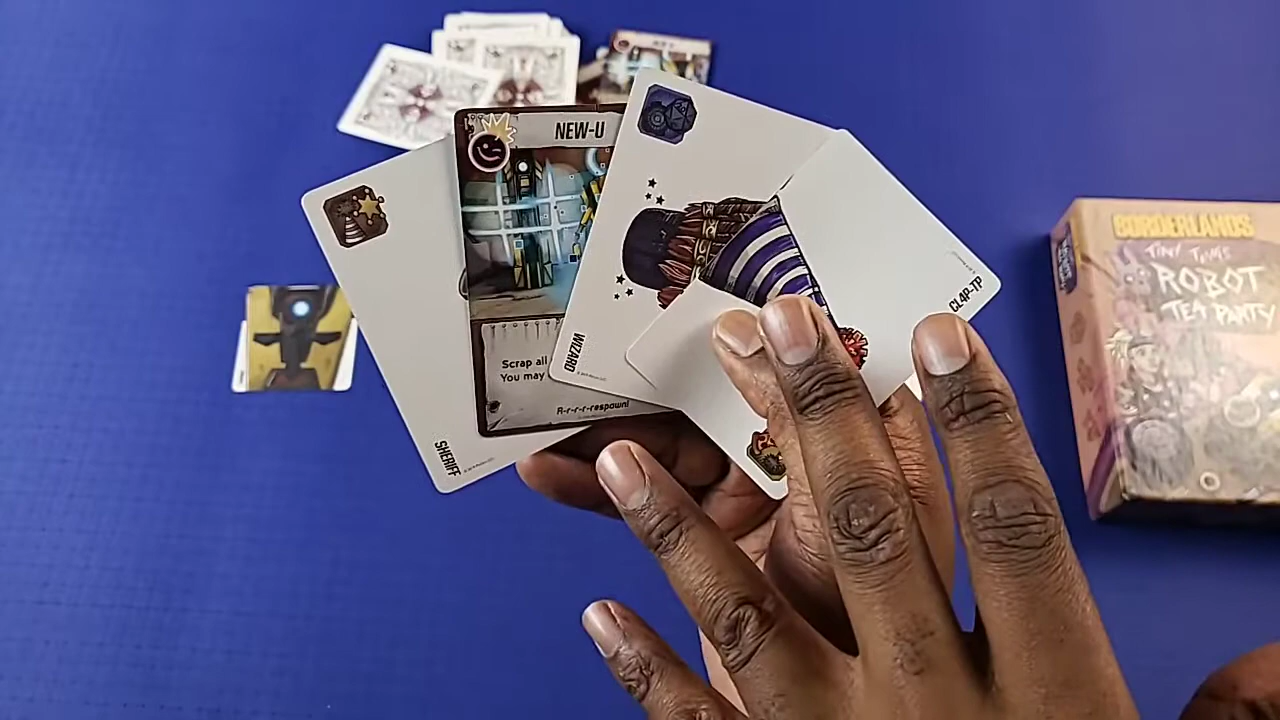 NEW-U
Scrap all
You may
A-r-r-r-respawn!
SHERIFF
WIZARD
CL4P-TP
BORDERLANDS
TINY TINA'S
ROBOT
TEA PARTY